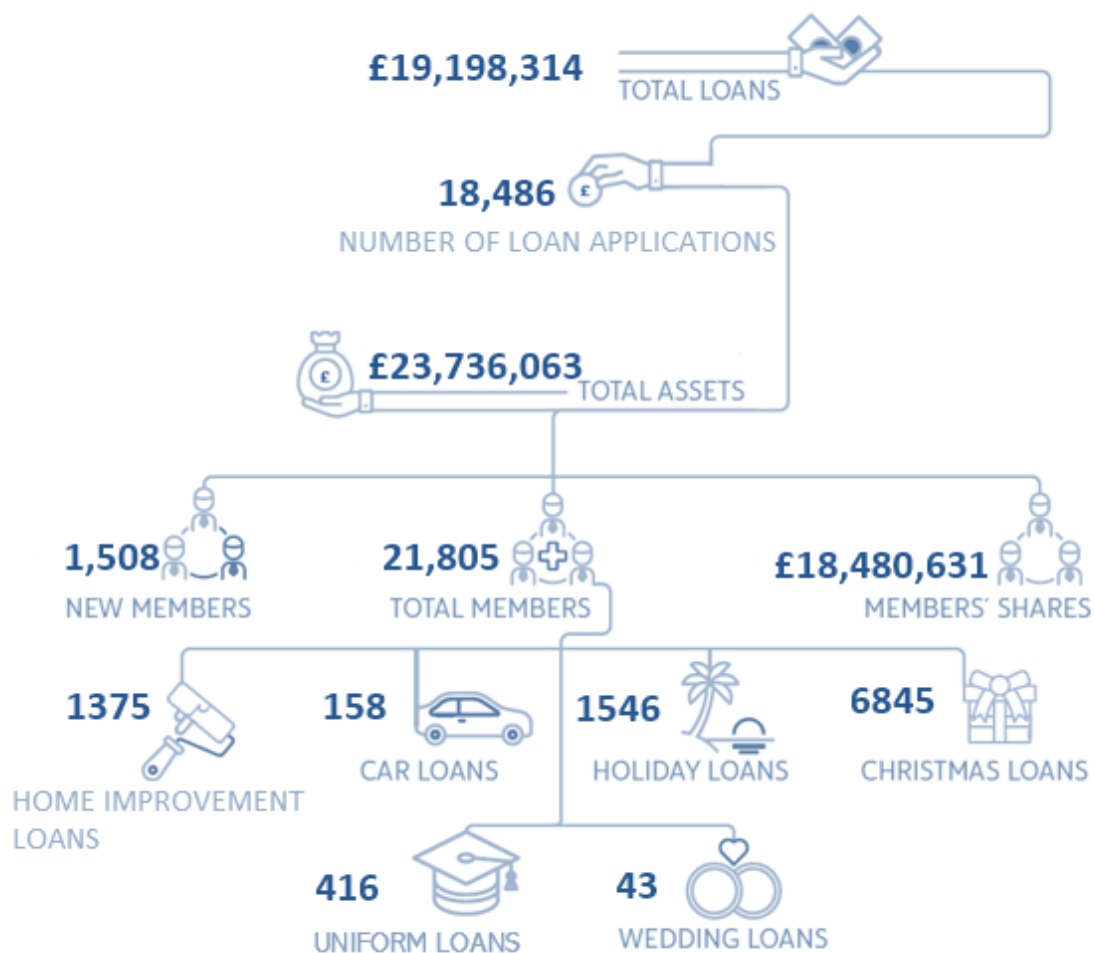 £19,198,314
TOTAL LOANS
£
18,486
NUMBER OF LOAN APPLICATIONS
£
£23,736,063
TOTAL ASSETS
1,508
NEW MEMBERS
21,805
TOTAL MEMBERS
£18,480,631
MEMBERS' SHARES
1375
HOME IMPROVEMENT
LOANS
158
CAR LOANS
1546
HOLIDAY LOANS
6845
CHRISTMAS LOANS
416
UNIFORM LOANS
43
WEDDING LOANS